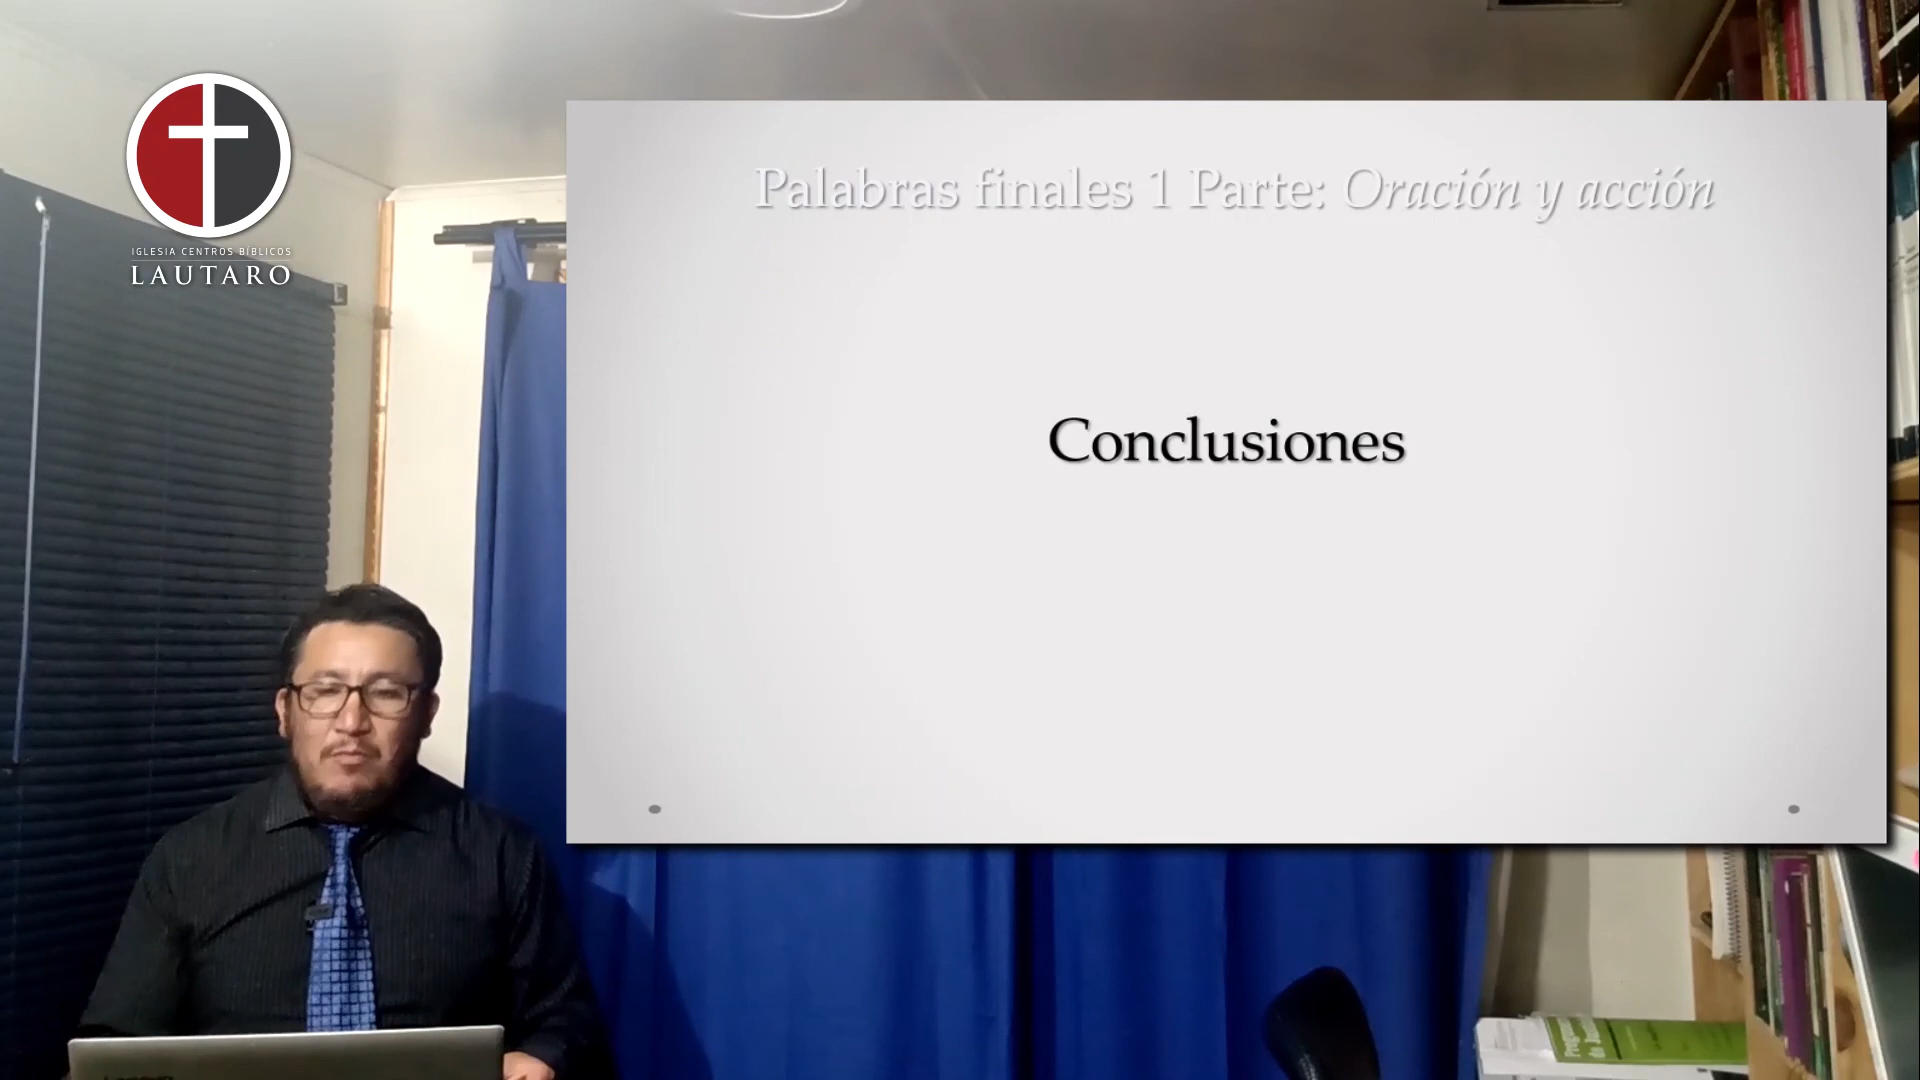 IGLESIA CENTROS BÍBLICOS
LAUTARO
Palabras finales 1 Parte: Oración y acción
Conclusiones